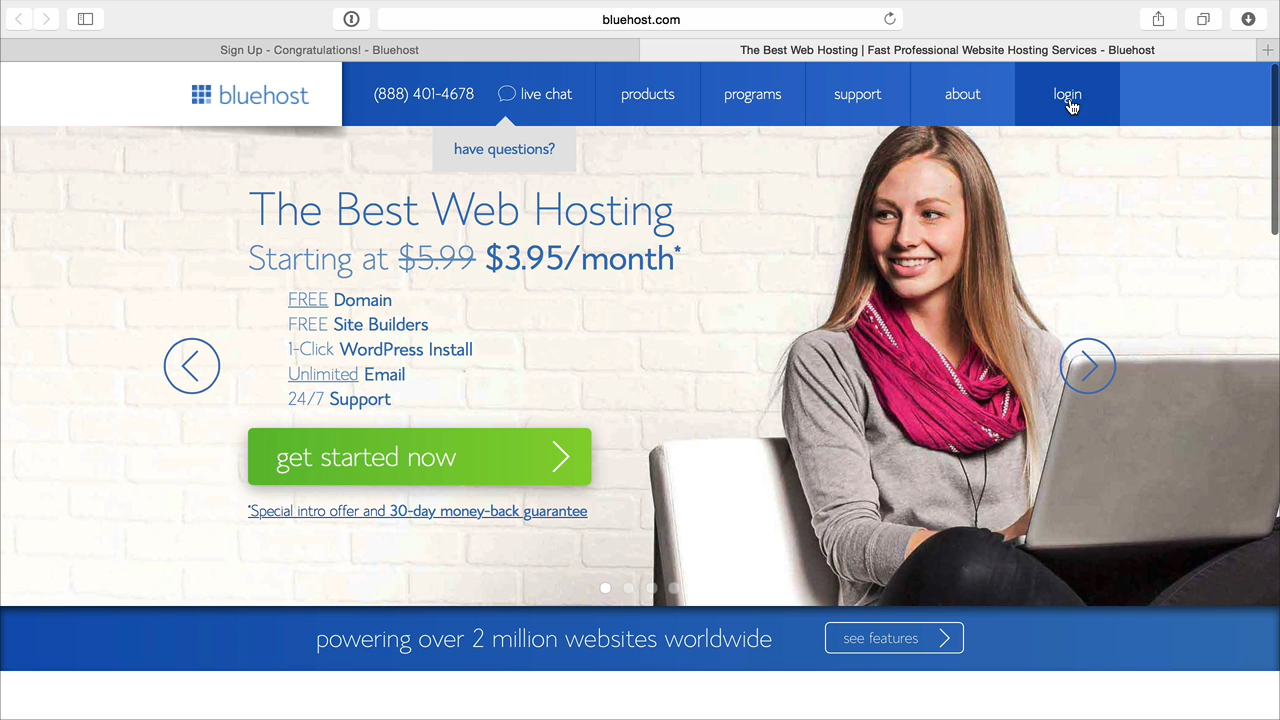 bluehost.com
Sign Up - Congratulations! - Bluehost
The Best Web Hosting | Fast Professional Website Hosting Services - Bluehost
bluehost
(888) 401-4678
live chat
products
programs
support
about
login
have questions?
The Best Web Hosting
Starting at $5.99 $3.95/month*
FREE Domain
FREE Site Builders
1-Click WordPress Install
Unlimited Email
24/7 Support
get started now
*Special intro offer and 30-day money-back guarantee
powering over 2 million websites worldwide
see features